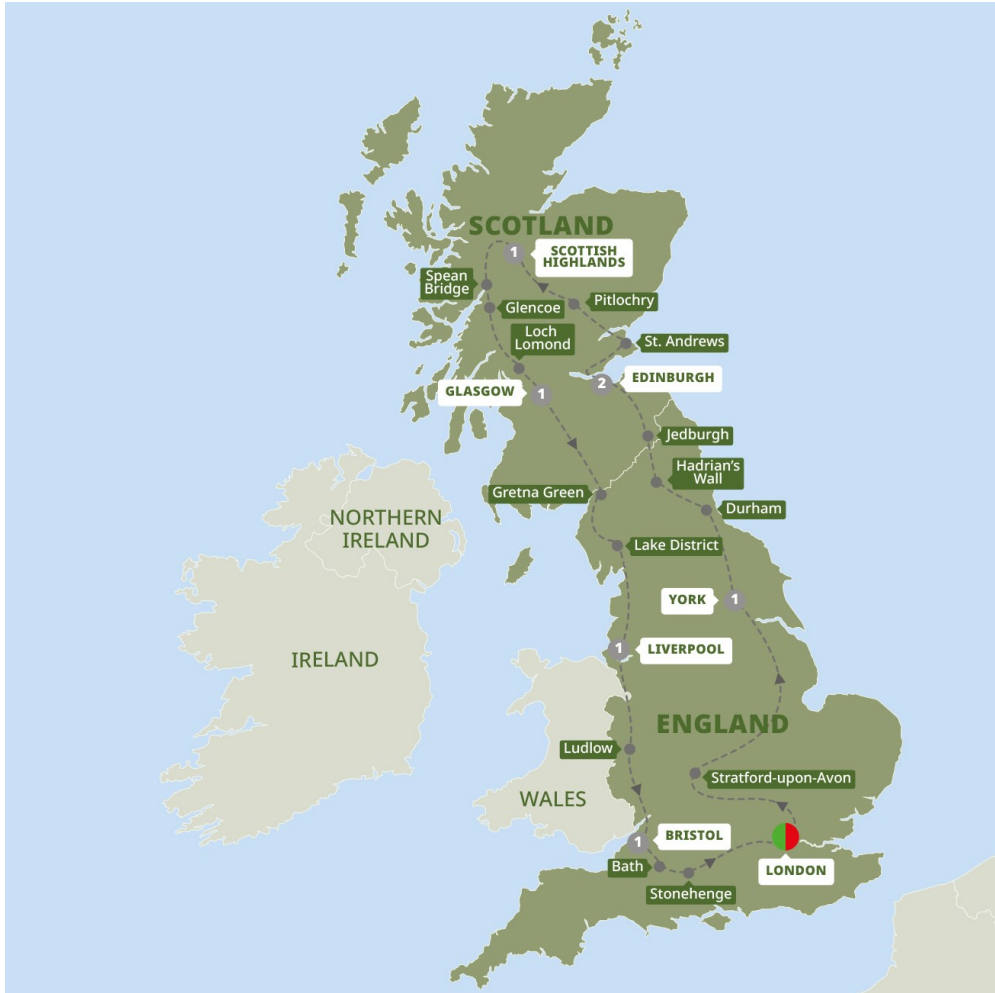 SCOTLAND
1
SCOTTISH
HIGHLANDS
Spean
Bridge
Glencoe
Pitlochry
Loch
Lomond
St. Andrews
GLASGOW
1
2
EDINBURGH
Jedburgh
Hadrian's
Wall
Gretna Green
Durham
NORTHERN
IRELAND
Lake District
YORK
1
1
LIVERPOOL
IRELAND
ENGLAND
Ludlow
Stratford-upon-Avon
WALES
1
BRISTOL
Bath
LONDON
Stonehenge